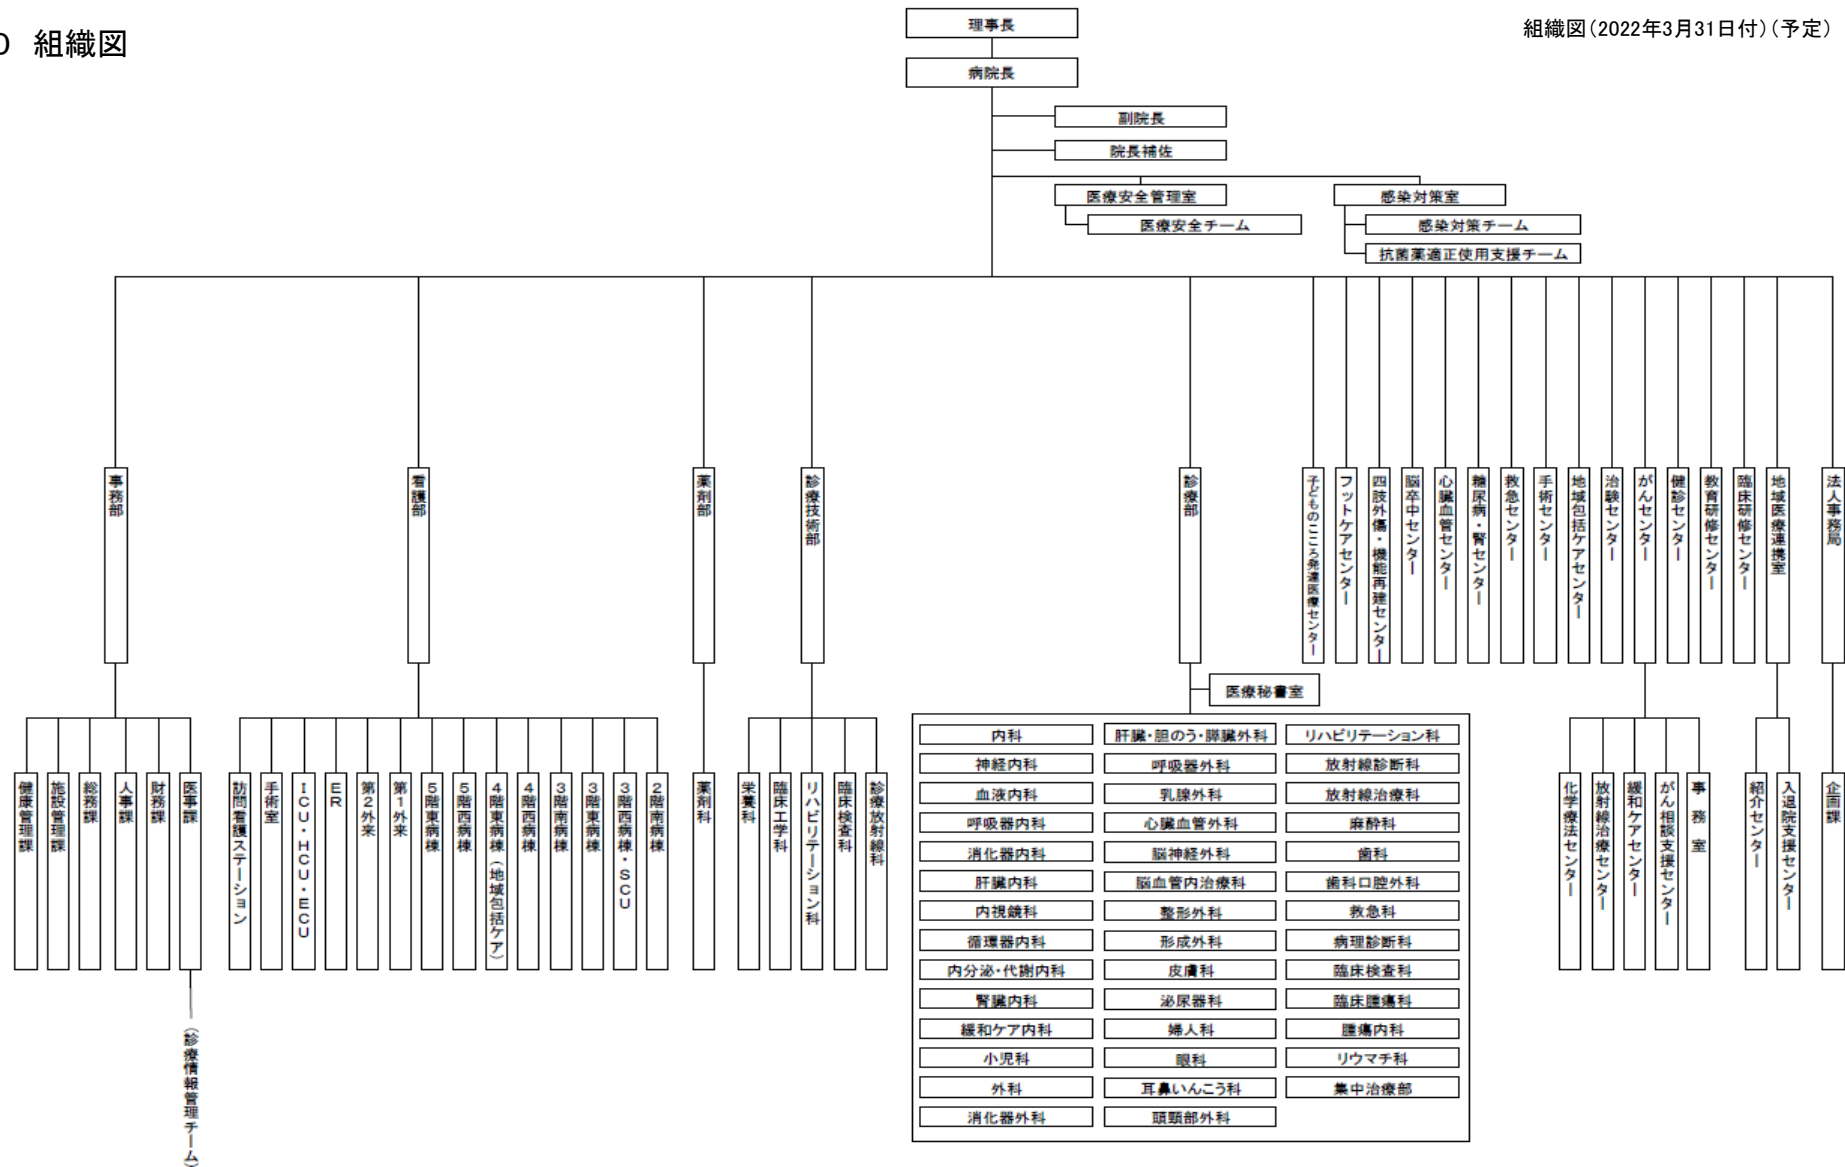 組織図
組織図(2022年3月31日付)(予定)
理事長
病院長
副院長
院長補佐
医療安全管理室
感染対策室
医療安全チーム
感染対策チーム
抗菌薬適正使用支援チーム
事務部
看護部
薬剤部
診療技術部
診療部
子どものこころ発達医療センター
フットケアセンター
四肢外傷・機能再建センター
脳卒中センター
心臓血管センター
糖尿病・腎センター
救急センター
手術センター
地域包括ケアセンター
治験センター
がんセンター
健診センター
教育研修センター
臨床研修センター
地域医療連携室
法人事務局
医療秘書室
健康管理課
施設管理課
総務課
人事課
財務課
医事課
(診療情報管理チーム)
訪問看護ステーション
手術室
ICU・HCU・ECU
ER
第2外来
第1外来
5階東病棟
5階西病棟
4階東病棟(地域包括ケア)
4階西病棟
3階南病棟
3階東病棟
3階西病棟・SCU
2階南病棟
薬剤科
栄養科
臨床工学科
リハビリテーション科
臨床検査科
診療放射線科
内科
神経内科
血液内科
呼吸器内科
消化器内科
肝臓内科
内視鏡科
循環器内科
内分泌・代謝内科
腎臓内科
緩和ケア内科
小児科
外科
消化器外科
肝臓・胆のう・膵臓外科
呼吸器外科
乳腺外科
心臓血管外科
脳神経外科
脳血管内治療科
整形外科
形成外科
皮膚科
泌尿器科
婦人科
眼科
耳鼻いんこう科
頭頸部外科
リハビリテーション科
放射線診断科
放射線治療科
麻酔科
歯科
歯科口腔外科
救急科
病理診断科
臨床検査科
臨床腫瘍科
腫瘍内科
リウマチ科
集中治療部
化学療法センター
放射線治療センター
緩和ケアセンター
がん相談支援センター
事務室
紹介センター
入退院支援センター
企画課